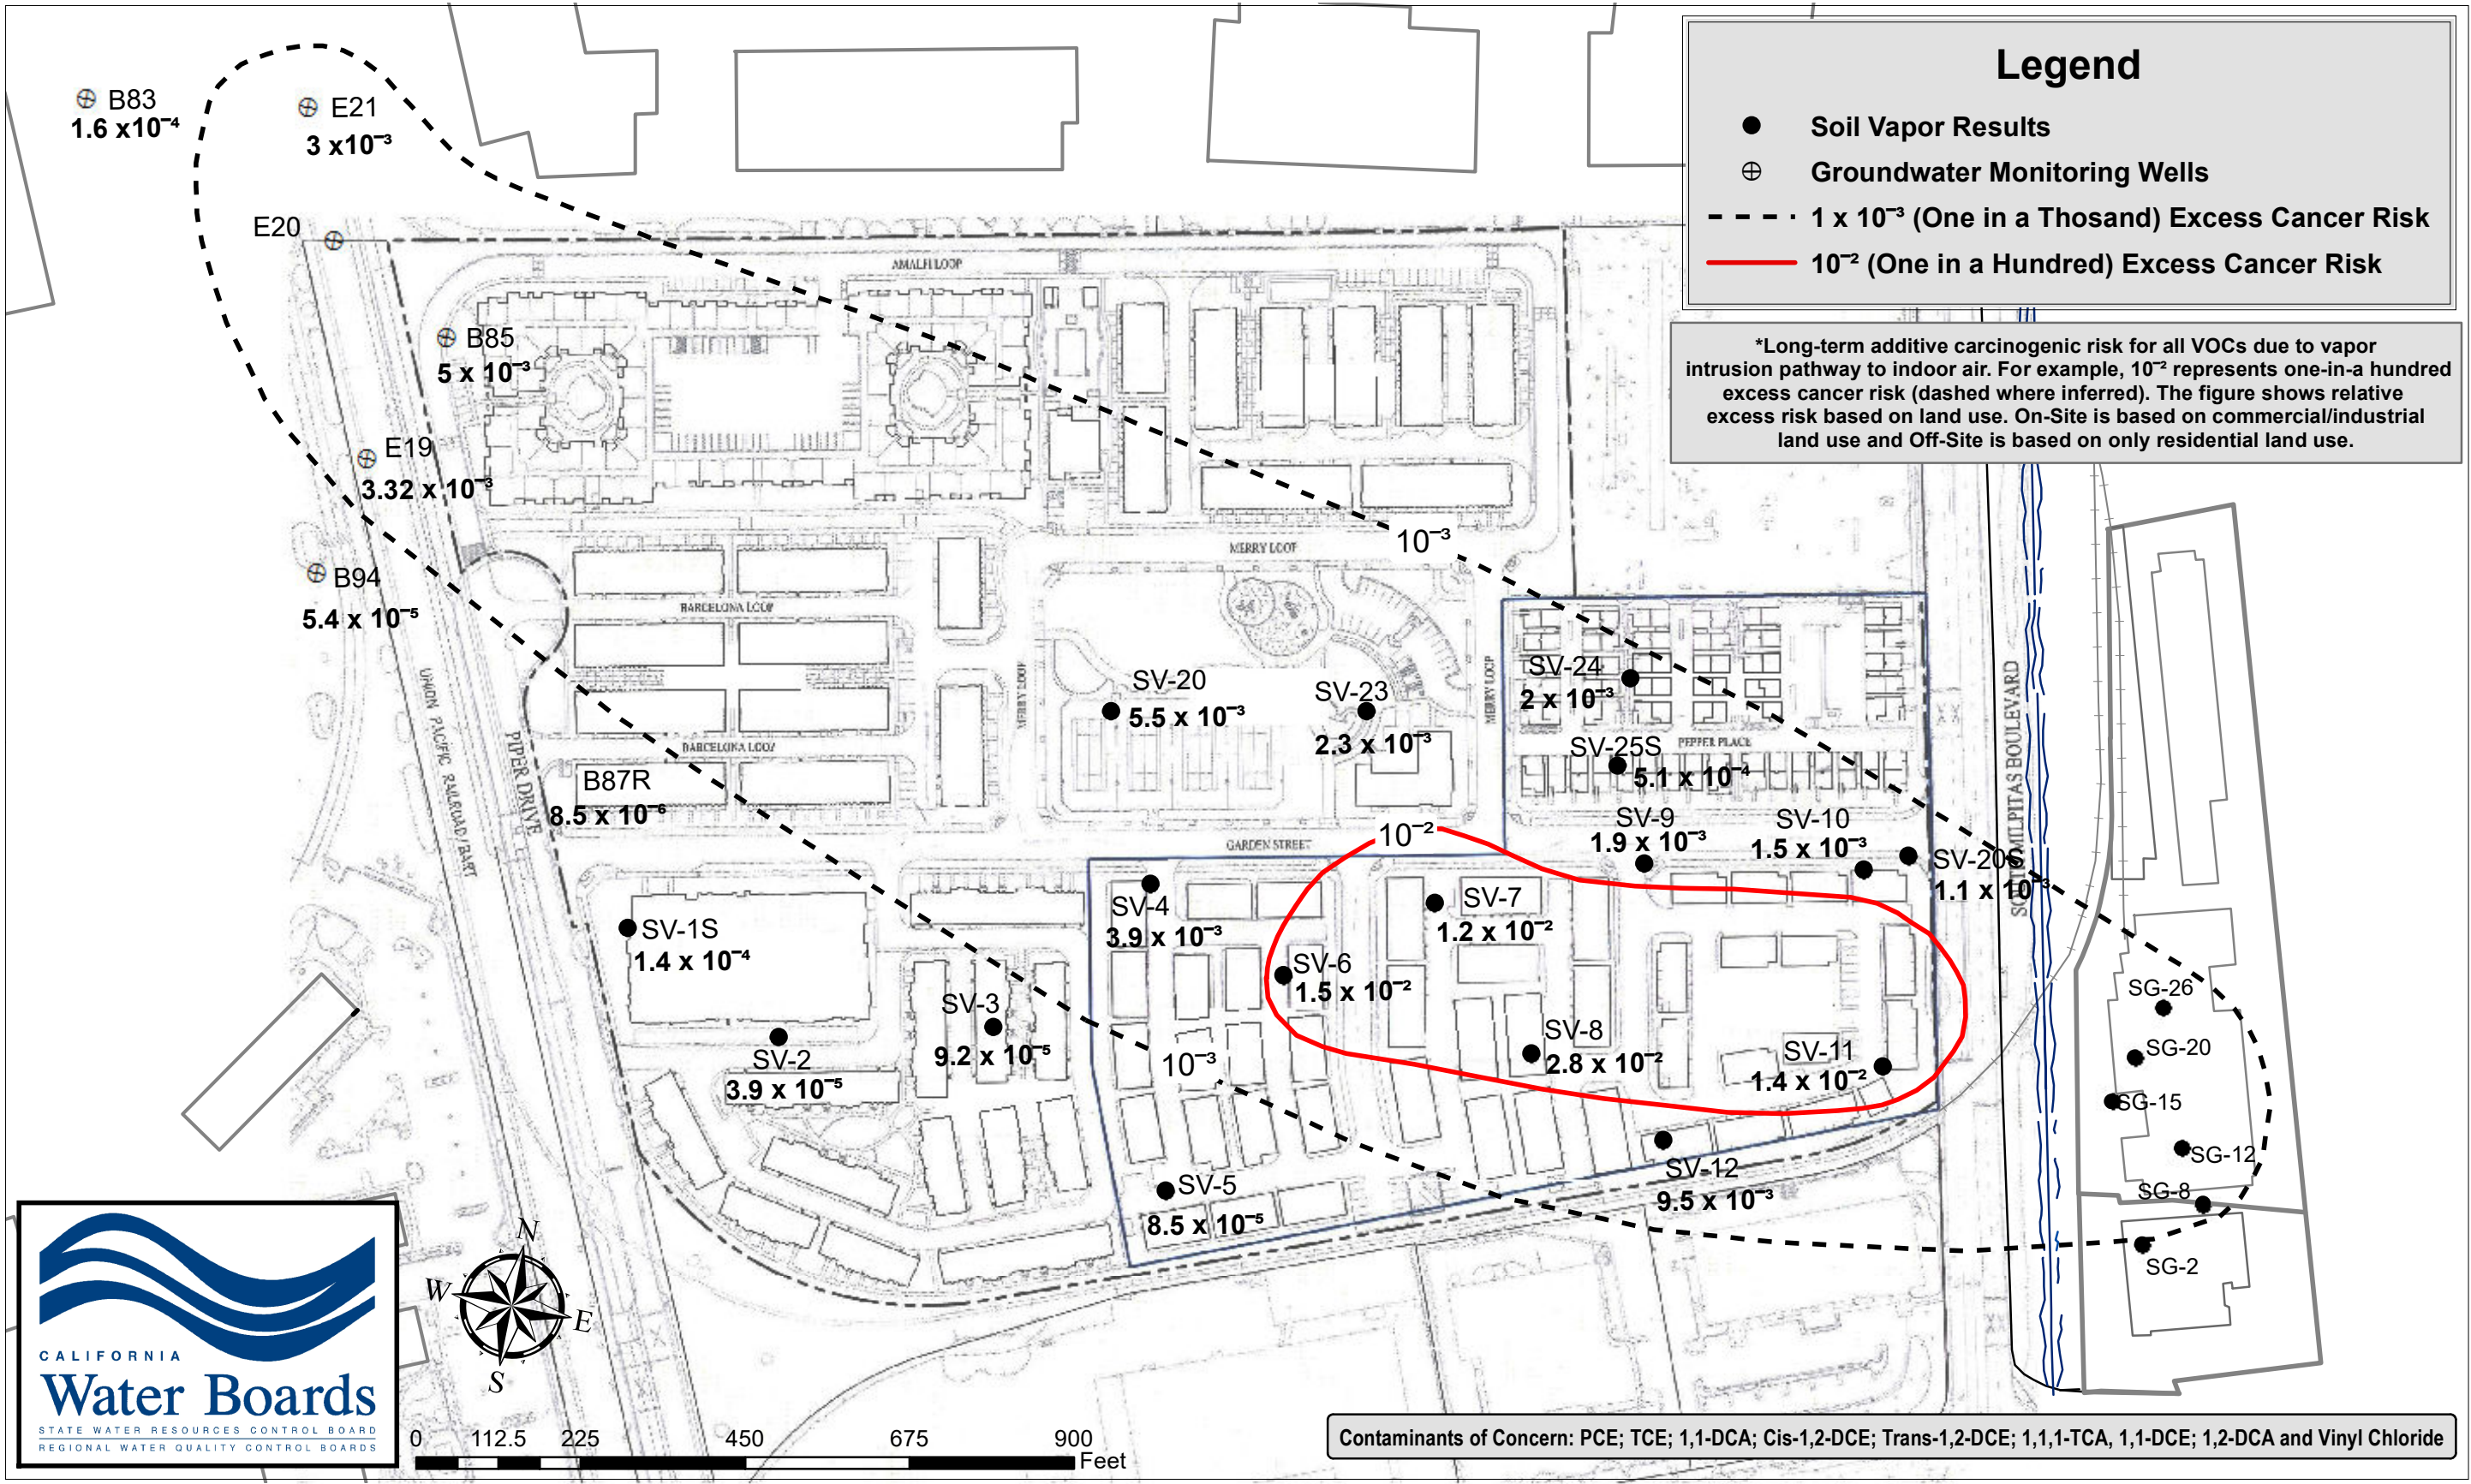 Legend
Soil Vapor Results
Groundwater Monitoring Wells
1 x 10⁻³ (One in a Thosand) Excess Cancer Risk
10⁻² (One in a Hundred) Excess Cancer Risk
*Long-term additive carcinogenic risk for all VOCs due to vapor
intrusion pathway to indoor air. For example, 10⁻² represents one-in-a hundred
excess cancer risk (dashed where inferred). The figure shows relative
excess risk based on land use. On-Site is based on commercial/industrial
land use and Off-Site is based on only residential land use.
B83
1.6 x10⁻⁴
E21
3 x10⁻³
E20
AMALFI LOOP
B85
5 x 10⁻³
E19
3.32 x 10⁻³
10⁻³
MERRY LOOP
B94
5.4 x 10⁻⁵
BARCELONA LOOP
UNION PACIFIC RAILROAD/BART
PIPER DRIVE
MERRY LOOP
MERRY LOOP
SOUTH MILPITAS BOULEVARD
SV-20
5.5 x 10⁻³
SV-23
2.3 x 10⁻³
SV-24
2 x 10⁻³
BARCELONA LOOP
SV-25S
5.1 x 10⁻⁴
PEPPER PLACE
B87R
8.5 x 10⁻⁶
GARDEN STREET
10⁻²
SV-9
1.9 x 10⁻³
SV-10
1.5 x 10⁻³
SV-20S
1.1 x 10⁻³
SV-1S
1.4 x 10⁻⁴
SV-4
3.9 x 10⁻³
SV-7
1.2 x 10⁻²
SV-6
1.5 x 10⁻²
SV-3
9.2 x 10⁻⁵
SV-2
3.9 x 10⁻⁵
10⁻³
SV-8
2.8 x 10⁻²
SV-11
1.4 x 10⁻²
SG-26
SG-20
SG-15
SG-12
SG-8
SG-2
SV-5
8.5 x 10⁻⁵
SV-12
9.5 x 10⁻³
N
W
E
S
CALIFORNIA
Water Boards
STATE WATER RESOURCES CONTROL BOARD
REGIONAL WATER QUALITY CONTROL BOARDS
0 112.5 225 450 675 900
Feet
Contaminants of Concern: PCE; TCE; 1,1-DCA; Cis-1,2-DCE; Trans-1,2-DCE; 1,1,1-TCA, 1,1-DCE; 1,2-DCA and Vinyl Chloride